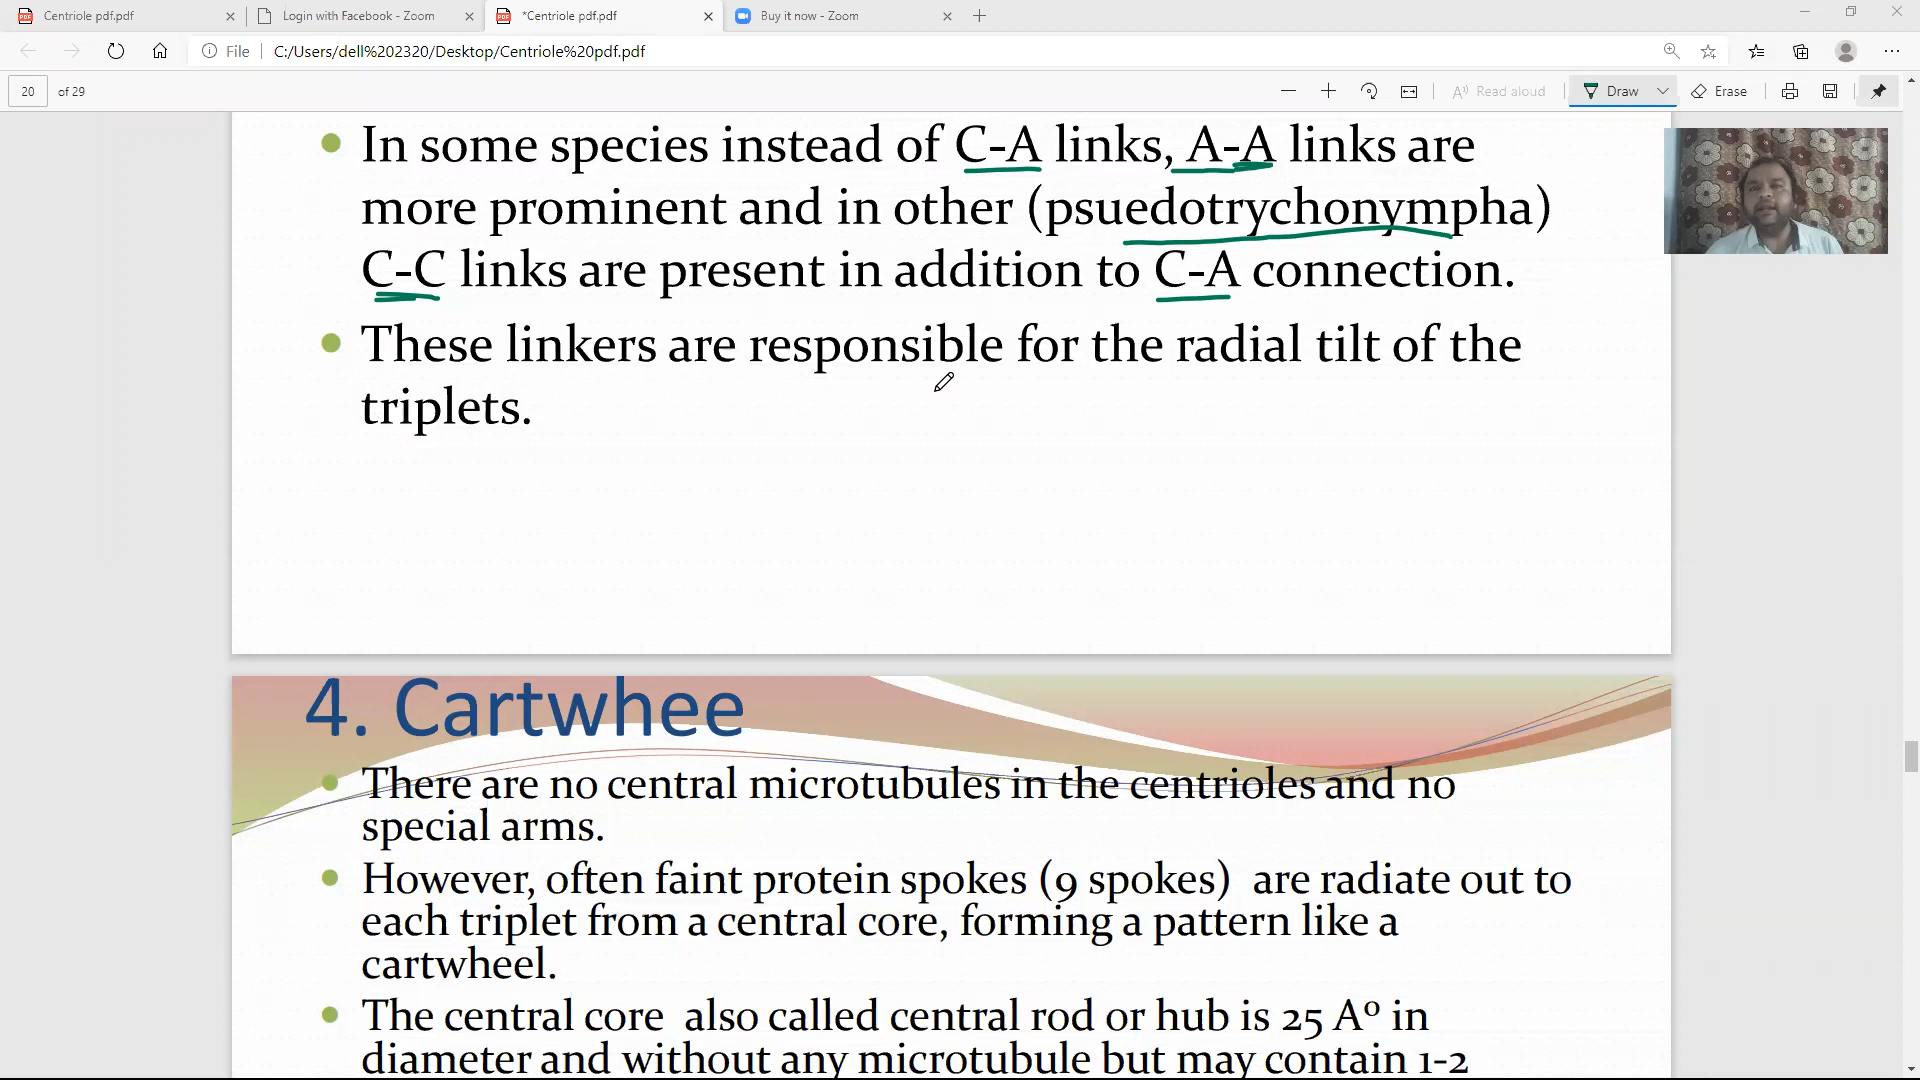 Centriole pdf.pdf
Login with Facebook - Zoom
*Centriole pdf.pdf
Buy it now - Zoom
File
C:/Users/dell%202320/Desktop/Centriole%20pdf.pdf
20 of 29
Read aloud
Draw
Erase
In some species instead of C-A links, A-A links are
more prominent and in other (psuedotrychonympha)
C-C links are present in addition to C-A connection.
These linkers are responsible for the radial tilt of the
triplets.
4. Cartwhee
There are no central microtubules in the centrioles and no
special arms.
However, often faint protein spokes (9 spokes) are radiate out to
each triplet from a central core, forming a pattern like a
cartwheel.
The central core also called central rod or hub is 25 Aº in
diameter and without any microtubule but may contain 1-2